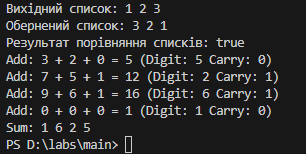 Вихідний список: 1 2 3
Обернений список: 3 2 1
Результат порівняння списків: true
Add: 3 + 2 + 0 = 5 (Digit: 5 Carry: 0)
Add: 7 + 5 + 1 = 12 (Digit: 2 Carry: 1)
Add: 9 + 6 + 1 = 16 (Digit: 6 Carry: 1)
Add: 0 + 0 + 0 = 1 (Digit: 1 Carry: 0)
Sum: 1 6 2 5
PS D:\labs\main>